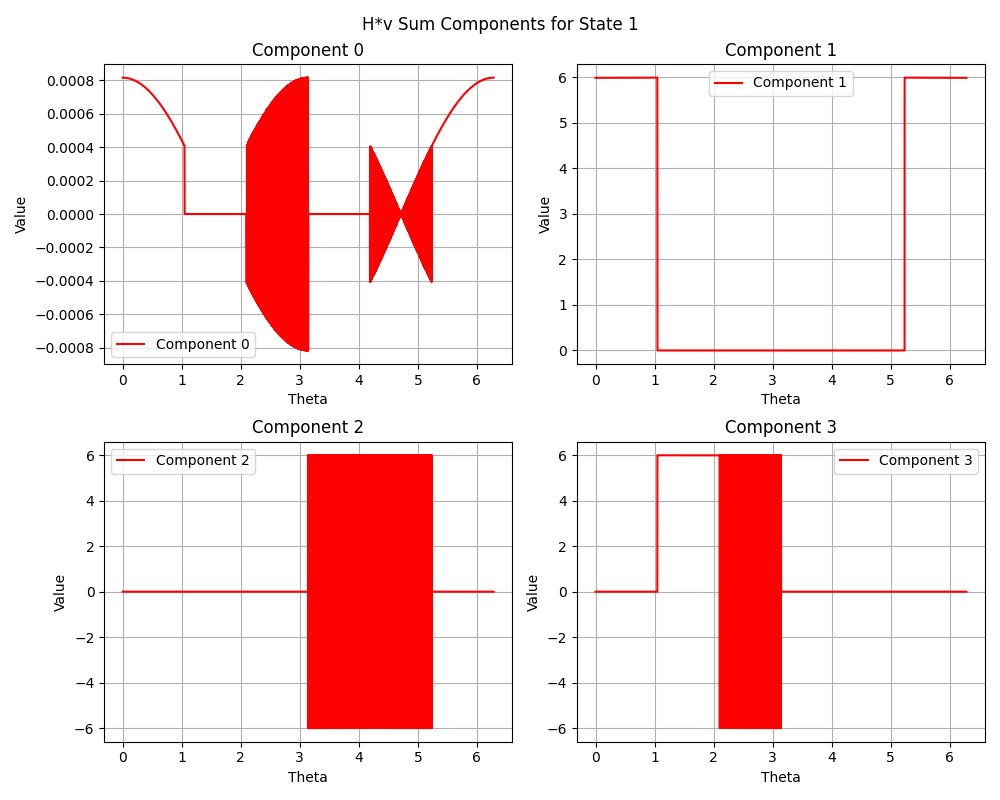 H*v Sum Components for State 1
Component 0
0.0008
0.0006
0.0004
0.0002
0.0000
−0.0002
−0.0004
−0.0006
−0.0008
Value
Component 0
0 1 2 3 4 5 6
Theta
Component 1
6
5
4
3
2
1
0
Value
Component 1
0 1 2 3 4 5 6
Theta
Component 2
6
4
2
0
−2
−4
−6
Value
Component 2
0 1 2 3 4 5 6
Theta
Component 3
6
4
2
0
−2
−4
−6
Value
Component 3
0 1 2 3 4 5 6
Theta